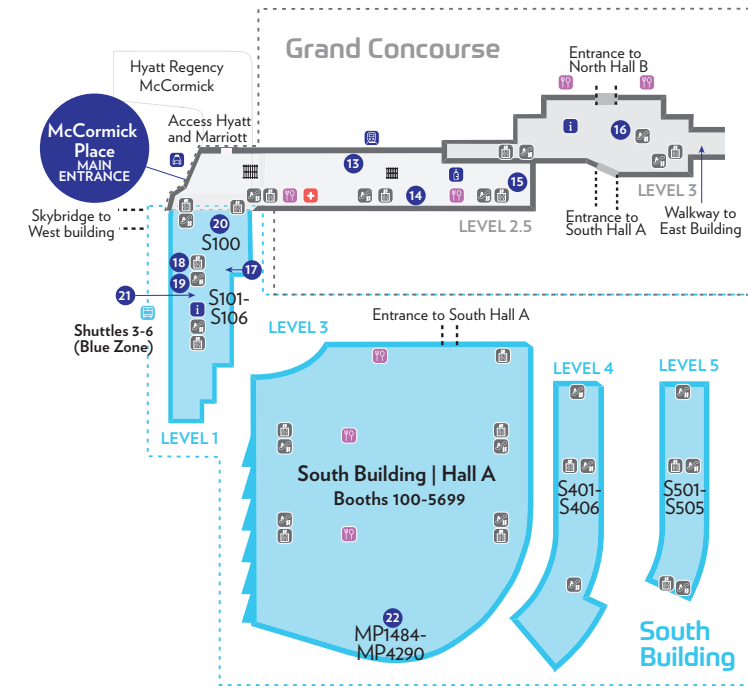 Grand Concourse
Entrance to
North Hall B
Hyatt Regency
McCormick
McCormick
Place
MAIN
ENTRANCE
Access Hyatt
and Marriott
13
i
16
14
15
LEVEL 3
LEVEL 2.5
Entrance to
South Hall A
Walkway to
East Building
Skybridge to
West building
20
S100
18
17
19
21
i
S101-
S106
Shuttles 3-6
(Blue Zone)
LEVEL 1
LEVEL 3
Entrance to South Hall A
South Building | Hall A
Booths 100-5699
22
MP1484-
MP4290
LEVEL 4
S401-
S406
LEVEL 5
S501-
S505
South
Building